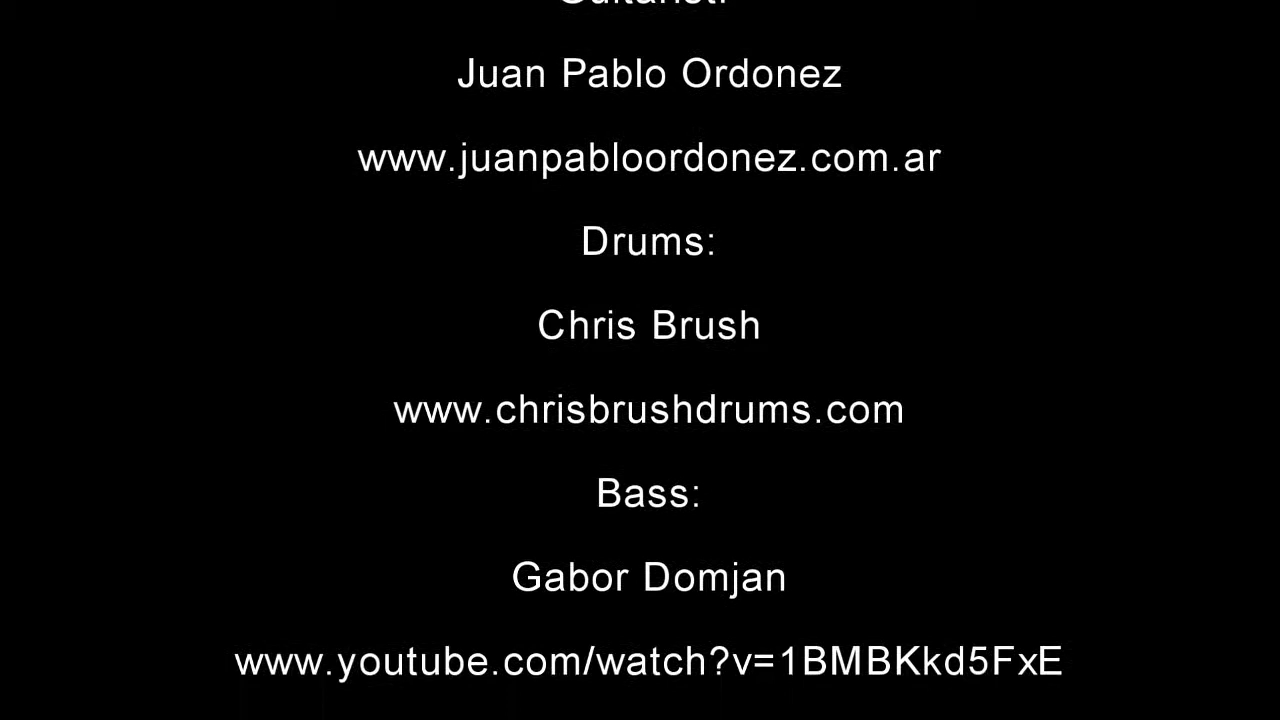 Guitarist:
Juan Pablo Ordonez
www.juanpabloordonez.com.ar
Drums:
Chris Brush
www.chrisbrushdrums.com
Bass:
Gabor Domjan
www.youtube.com/watch?v=1BMBKkd5FxE